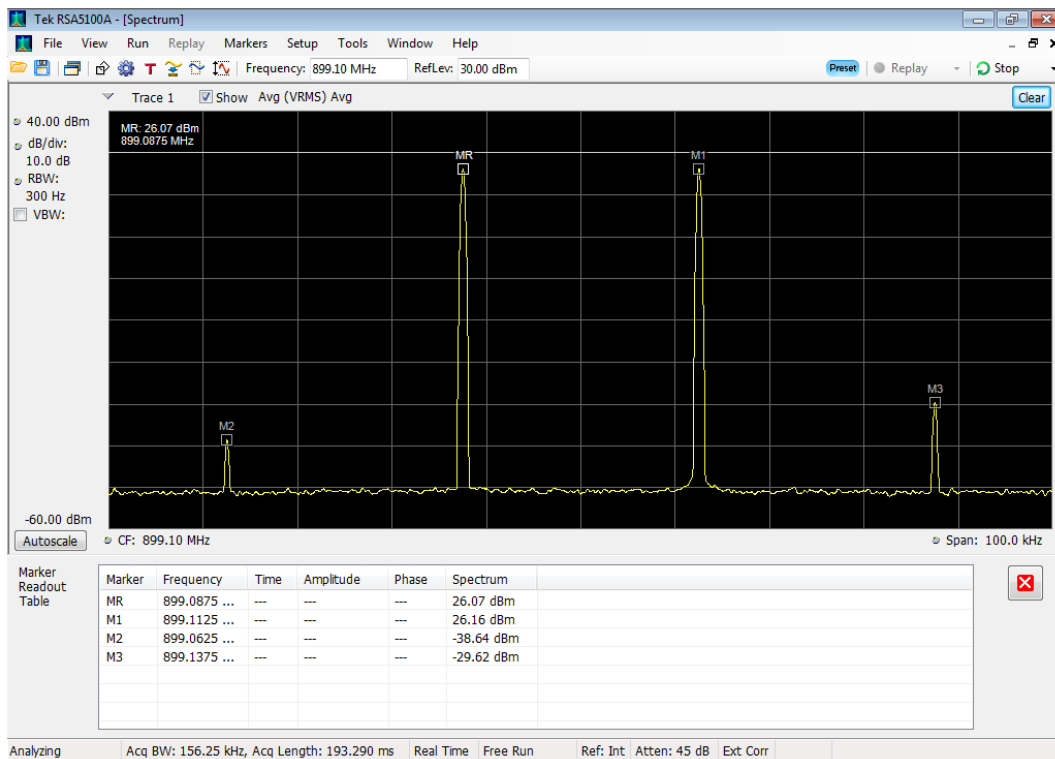 Tek RSA5100A - [Spectrum]
File View Run Replay Markers Setup Tools Window Help
T Frequency: 899.10 MHz RefLev: 30.00 dBm Preset Replay Stop
Trace 1 Show Avg (VRMS) Avg Clear
40.00 dBm
dB/div:
10.0 dB
RBW:
300 Hz
VBW:
MR: 26.07 dBm
899.0875 MHz
MR
M1
M3
M2
-60.00 dBm
Autoscale CF: 899.10 MHz Span: 100.0 kHz
Marker
Readout
Table
Marker Frequency Time Amplitude Phase Spectrum
MR 899.0875 ... --- --- --- 26.07 dBm
M1 899.1125 ... --- --- --- 26.16 dBm
M2 899.0625 ... --- --- --- -38.64 dBm
M3 899.1375 ... --- --- --- -29.62 dBm
Analyzing Acq BW: 156.25 kHz, Acq Length: 193.290 ms Real Time Free Run Ref: Int Atten: 45 dB Ext Corr